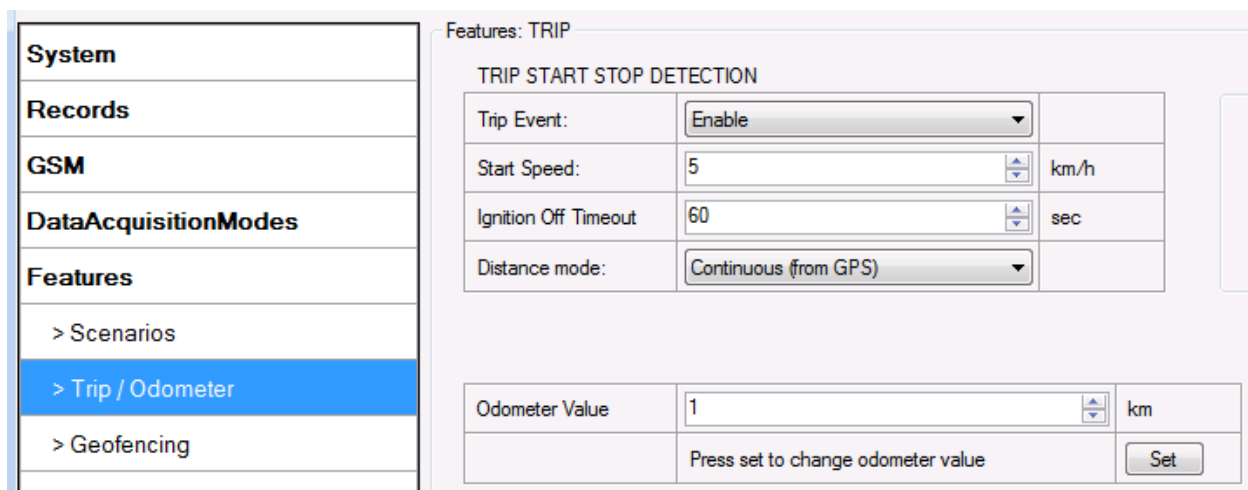 System
Records
GSM
DataAcquisitionModes
Features
> Scenarios
> Trip / Odometer
> Geofencing
Features: TRIP
TRIP START STOP DETECTION
Trip Event: Enable
Start Speed: 5 km/h
Ignition Off Timeout 60 sec
Distance mode: Continuous (from GPS)
Odometer Value 1 km
Press set to change odometer value Set